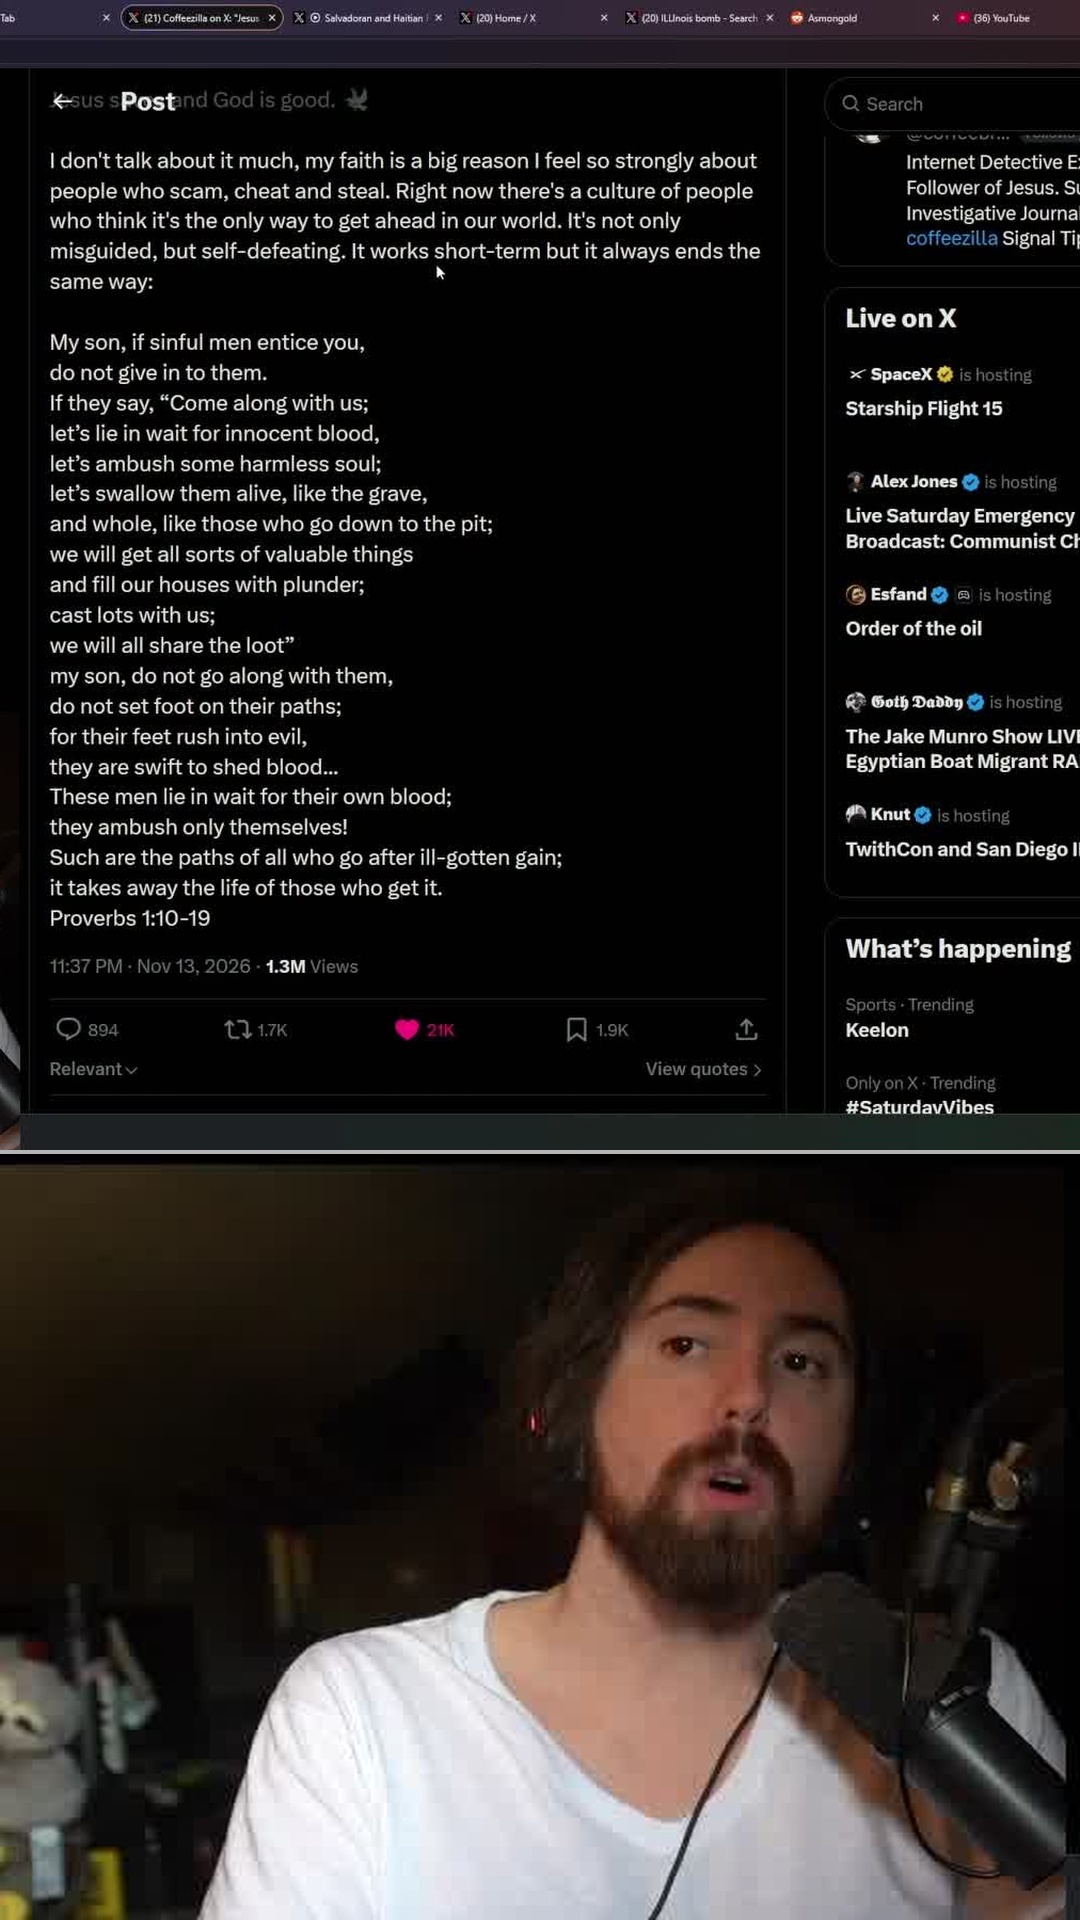 Tab
(21) Coffeezilla on X: "Jesus
Salvadoran and Haitian
(20) Home / X
(20) ILLInois bomb - Search
Asmongold
(36) YouTube
Post
and God is good.
I don't talk about it much, my faith is a big reason I feel so strongly about
people who scam, cheat and steal. Right now there's a culture of people
who think it's the only way to get ahead in our world. It's not only
misguided, but self-defeating. It works short-term but it always ends the
same way:
My son, if sinful men entice you,
do not give in to them.
If they say, “Come along with us;
let’s lie in wait for innocent blood,
let’s ambush some harmless soul;
let’s swallow them alive, like the grave,
and whole, like those who go down to the pit;
we will get all sorts of valuable things
and fill our houses with plunder;
cast lots with us;
we will all share the loot”
my son, do not go along with them,
do not set foot on their paths;
for their feet rush into evil,
they are swift to shed blood...
These men lie in wait for their own blood;
they ambush only themselves!
Such are the paths of all who go after ill-gotten gain;
it takes away the life of those who get it.
Proverbs 1:10-19
11:37 PM · Nov 13, 2026 · 1.3M Views
894 1.7K 21K 1.9K
Relevant View quotes
Search
Internet Detective
Follower of Jesus.
Investigative
coffeezilla Signal
Live on X
SpaceX is hosting
Starship Flight 15
Alex Jones is hosting
Live Saturday Emergency
Broadcast: Communist
Esfand is hosting
Order of the oil
Goth Daddy is hosting
The Jake Munro Show
Egyptian Boat Migrant
Knut is hosting
TwithCon and San Diego
What’s happening
Sports · Trending
Keelon
Only on X · Trending
#SaturdayVibes